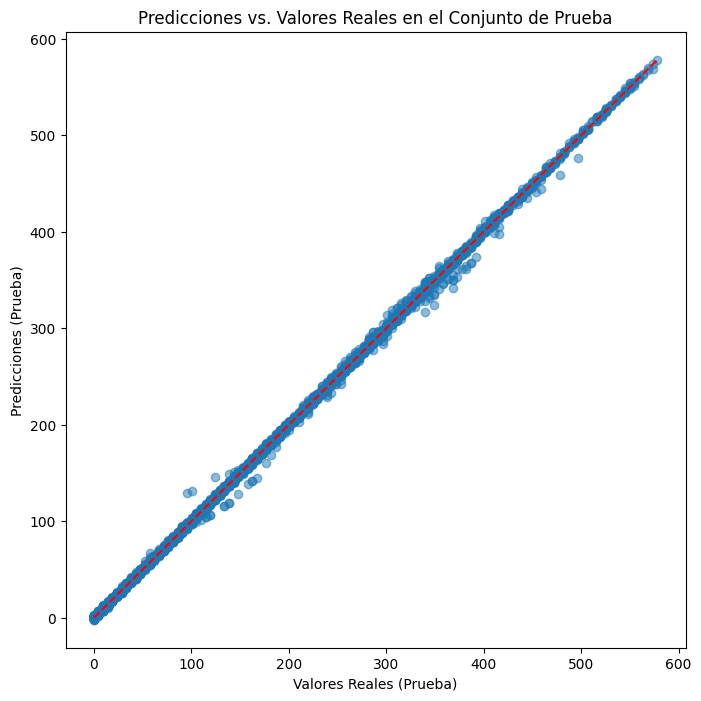 Predicciones vs. Valores Reales en el Conjunto de Prueba
600
500
400
300
200
100
0
Predicciones (Prueba)
0 100 200 300 400 500 600
Valores Reales (Prueba)